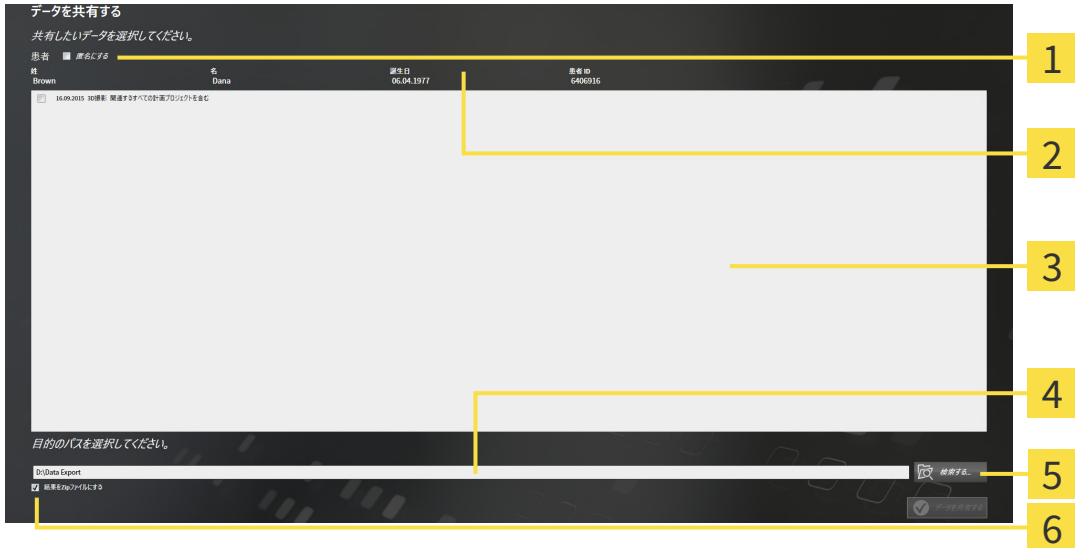 データを共有する
共有したいデータを選択してください。
患者 匿名にする
1
姓 名 誕生日 患者 ID
Brown Dana 06.04.1977 6406916
16.09.2015 3D撮影: 関連するすべての計画プロジェクトを含む
2
3
4
目的のパスを選択してください。
D:\Data Export
検索する...
5
結果をZipファイルにする
データを共有する
6